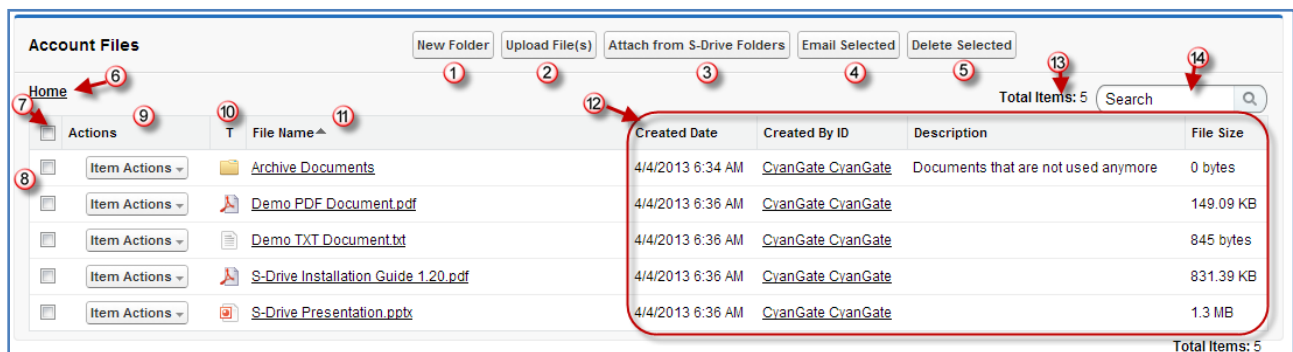 Account Files New Folder Upload File(s) Attach from S-Drive Folders Email Selected Delete Selected
1 2 3 4 5 13 14
Home 6 Total Items: 5 Search
7 9 10 11 12
Actions T File Name Created Date Created By ID Description File Size
8 Item Actions Archive Documents 4/4/2013 6:34 AM CyanGate CyanGate Documents that are not used anymore 0 bytes
Item Actions Demo PDF Document.pdf 4/4/2013 6:36 AM CyanGate CyanGate 149.09 KB
Item Actions Demo TXT Document.txt 4/4/2013 6:36 AM CyanGate CyanGate 845 bytes
Item Actions S-Drive Installation Guide 1.20.pdf 4/4/2013 6:36 AM CyanGate CyanGate 831.39 KB
Item Actions S-Drive Presentation.pptx 4/4/2013 6:36 AM CyanGate CyanGate 1.3 MB
Total Items: 5